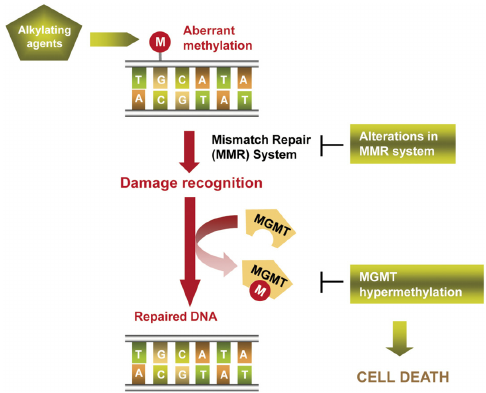 Alkylating
agents
Aberrant
methylation
M
T G C A T A
A C G T A T
Mismatch Repair
(MMR) System
Alterations in
MMR system
Damage recognition
MGMT
MGMT
M
MGMT
hypermethylation
Repaired DNA
T G C A T A
A C G T A T
CELL DEATH